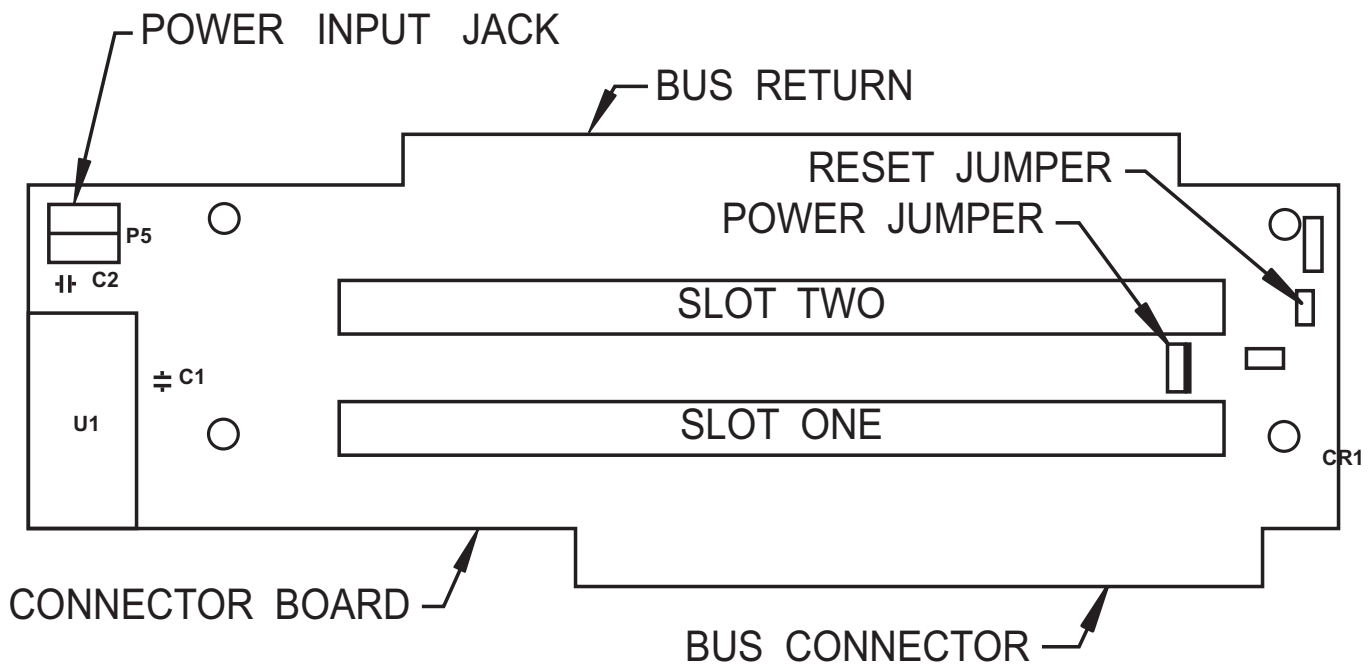 POWER INPUT JACK
BUS RETURN
RESET JUMPER
POWER JUMPER
P5
C2
SLOT TWO
C1
U1
SLOT ONE
CR1
CONNECTOR BOARD
BUS CONNECTOR